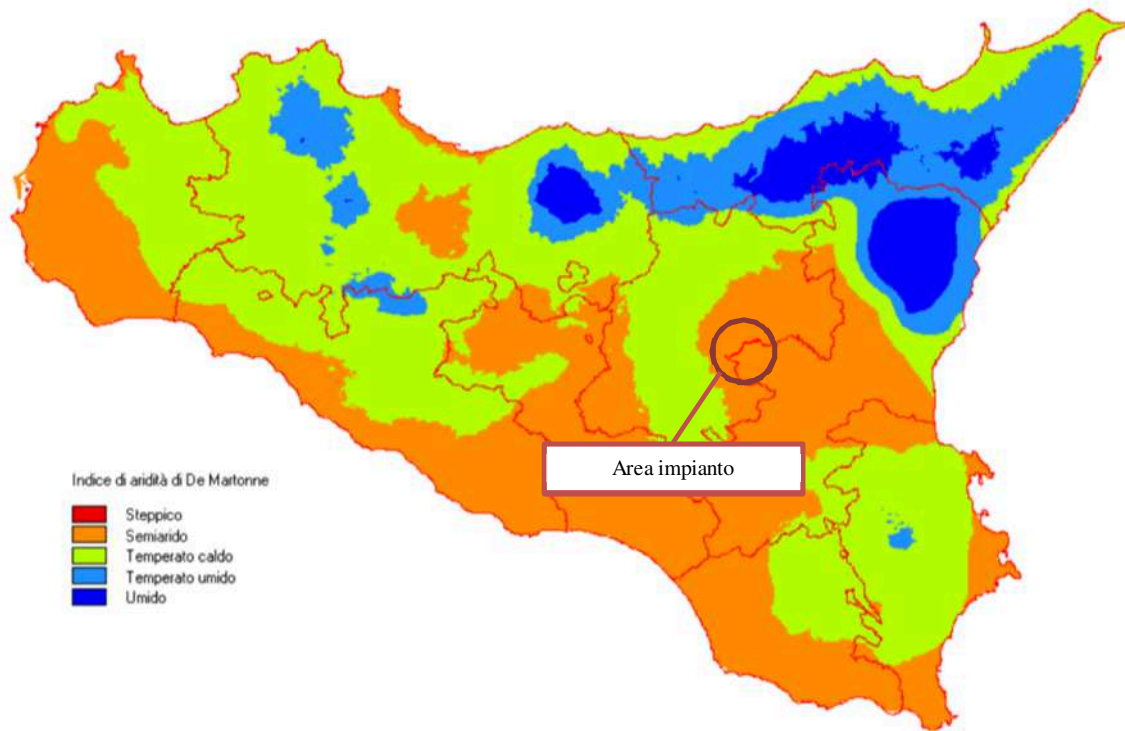 Area impianto
Indice di aridità di De Martonne
Steppico
Semiarido
Temperato caldo
Temperato umido
Umido